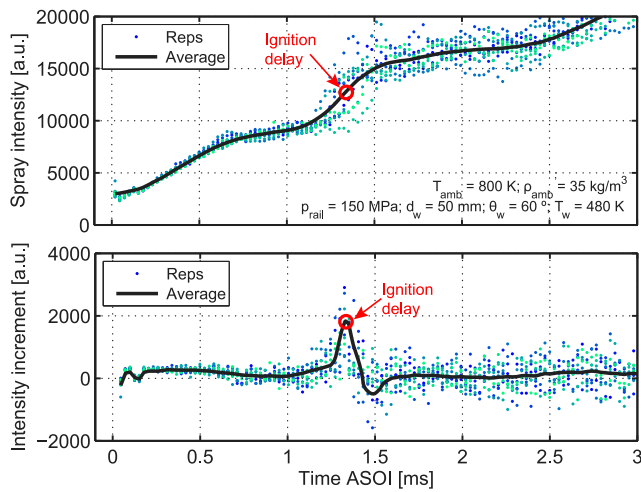 20000
15000
10000
5000
0
Spray intensity [a.u.]
Reps
Average
Ignition
delay
T_amb = 800 K; ρ_amb = 35 kg/m³
p_rail = 150 MPa; d_w = 50 mm; θ_w = 60 º; T_w = 480 K
4000
2000
0
−2000
Intensity increment [a.u.]
Reps
Average
Ignition
delay
0 0.5 1 1.5 2 2.5 3
Time ASOI [ms]